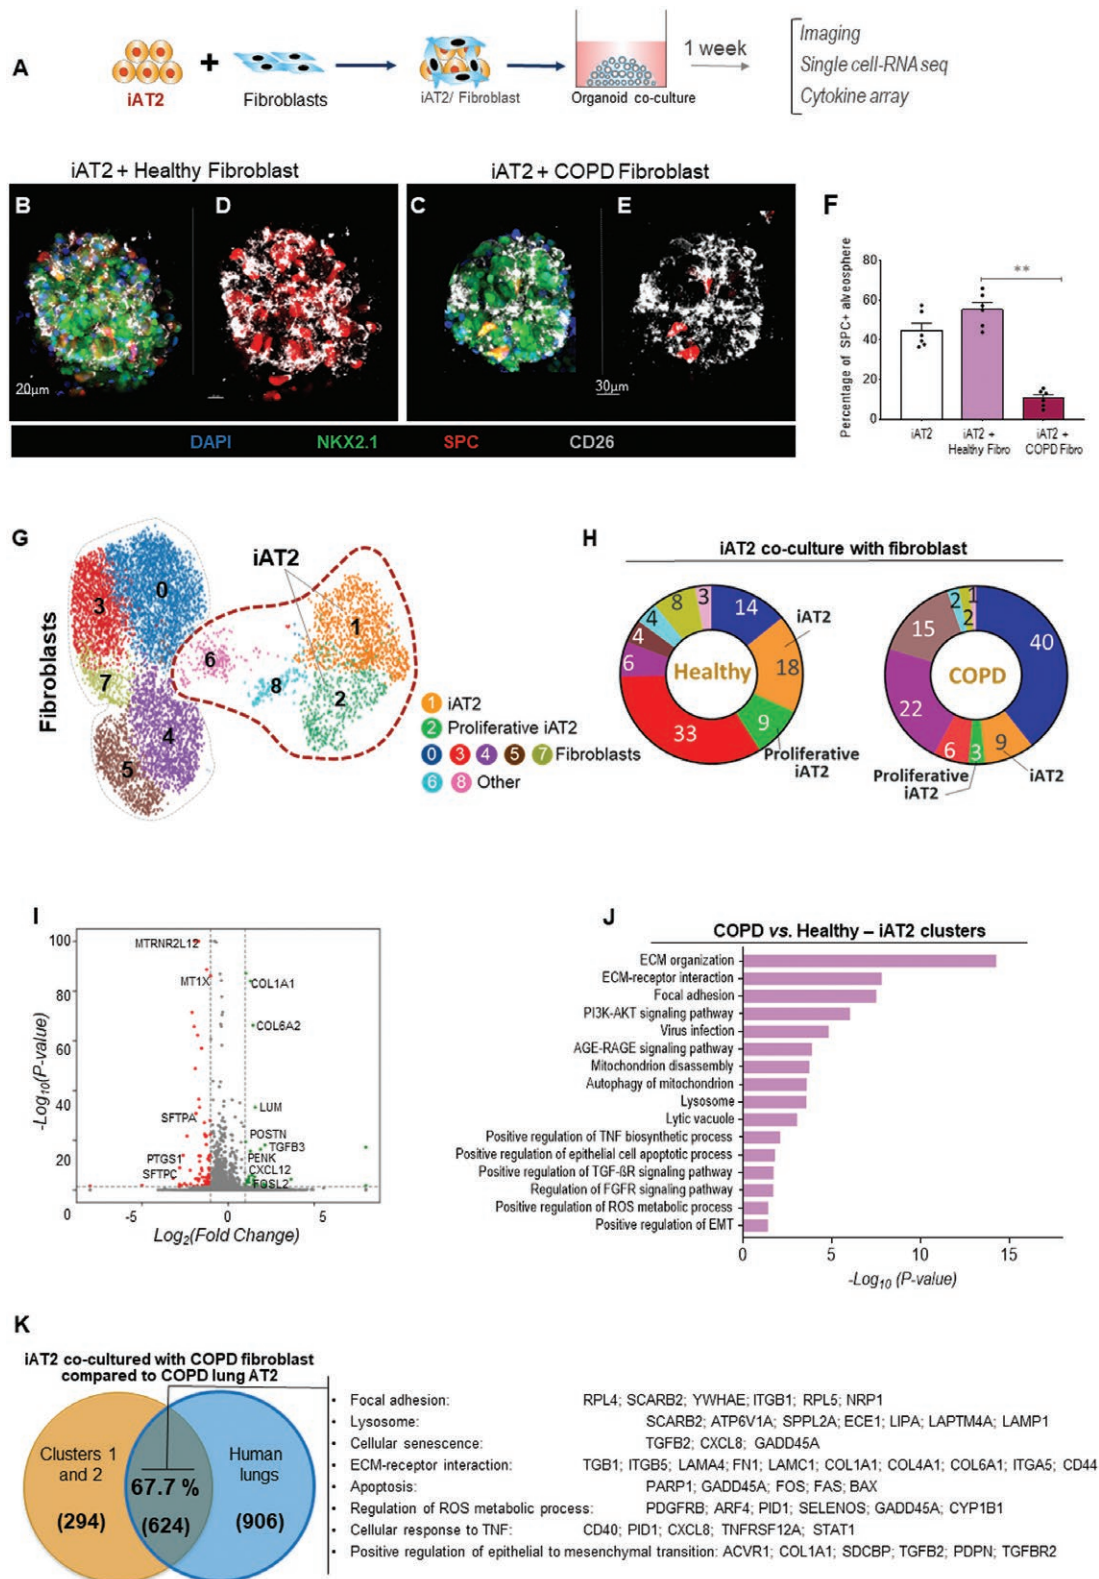 A
iAT2
+
Fibroblasts
iAT2/ Fibroblast
Organoid co-culture
1 week
Imaging
Single cell-RNA seq
Cytokine array
iAT2 + Healthy Fibroblast
iAT2 + COPD Fibroblast
B
D
C
E
20µm
30µm
DAPI NKX2.1 SPC CD26
F
Percentage of SPC+ alveosphere
80
60
40
20
0
**
iAT2
iAT2 +
Healthy Fibro
iAT2 +
COPD Fibro
G
Fibroblasts
iAT2
0
3
7
4
5
6
8
1
2
1 iAT2
2 Proliferative iAT2
0 3 4 5 7 Fibroblasts
6 8 Other
H
iAT2 co-culture with fibroblast
Healthy
14
18
9
33
6
4
4
8
3
iAT2
Proliferative
iAT2
COPD
40
9
3
6
22
15
2
2
1
Proliferative
iAT2
iAT2
I
-Log10(P-value)
100
80
60
40
20
0
-5
0
5
Log2(Fold Change)
MTRNR2L12
MT1X
COL1A1
COL6A2
LUM
SFTPA
POSTN
TGFB3
PTGS1
PENK
SFTPC
CXCL12
FOSL2
J
COPD vs. Healthy – iAT2 clusters
ECM organization
ECM-receptor interaction
Focal adhesion
PI3K-AKT signaling pathway
Virus infection
AGE-RAGE signaling pathway
Mitochondrion disassembly
Autophagy of mitochondrion
Lysosome
Lytic vacuole
Positive regulation of TNF biosynthetic process
Positive regulation of epithelial cell apoptotic process
Positive regulation of TGF-ßR signaling pathway
Regulation of FGFR signaling pathway
Positive regulation of ROS metabolic process
Positive regulation of EMT
0 5 10 15
-Log10 (P-value)
K
iAT2 co-cultured with COPD fibroblast
compared to COPD lung AT2
Clusters 1
and 2
(294)
67.7 %
(624)
Human
lungs
(906)
• Focal adhesion: RPL4; SCARB2; YWHAE; ITGB1; RPL5; NRP1
• Lysosome: SCARB2; ATP6V1A; SPPL2A; ECE1; LIPA; LAPTM4A; LAMP1
• Cellular senescence: TGFB2; CXCL8; GADD45A
• ECM-receptor interaction: TGB1; ITGB5; LAMA4; FN1; LAMC1; COL1A1; COL4A1; COL6A1; ITGA5; CD44
• Apoptosis: PARP1; GADD45A; FOS; FAS; BAX
• Regulation of ROS metabolic process: PDGFRB; ARF4; PID1; SELENOS; GADD45A; CYP1B1
• Cellular response to TNF: CD40; PID1; CXCL8; TNFRSF12A; STAT1
• Positive regulation of epithelial to mesenchymal transition: ACVR1; COL1A1; SDCBP; TGFB2; PDPN; TGFBR2